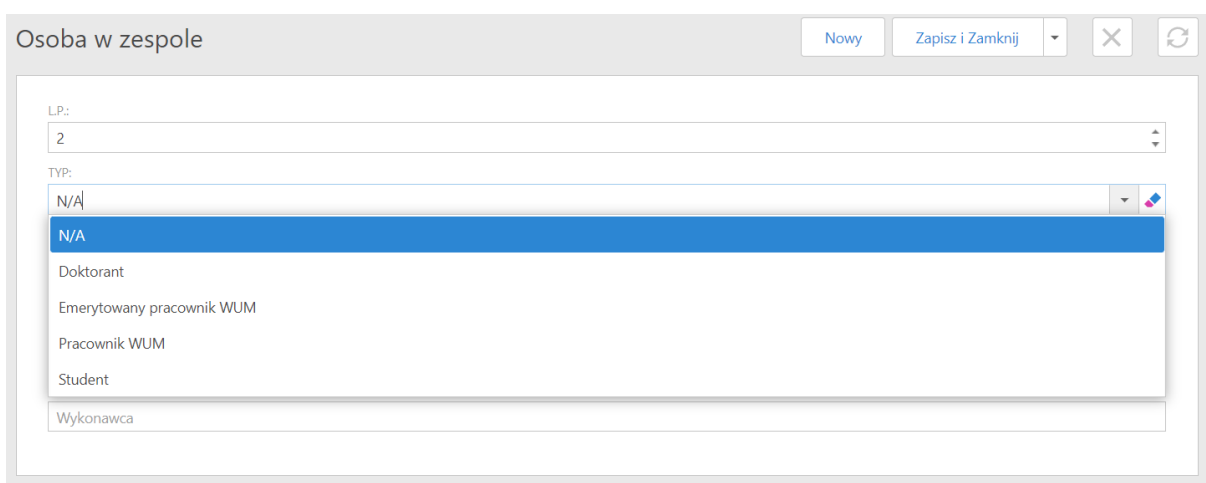 Osoba w zespole
Nowy
Zapisz i Zamknij
L.P.:
2
TYP:
N/A
N/A
Doktorant
Emerytowany pracownik WUM
Pracownik WUM
Student
Wykonawca